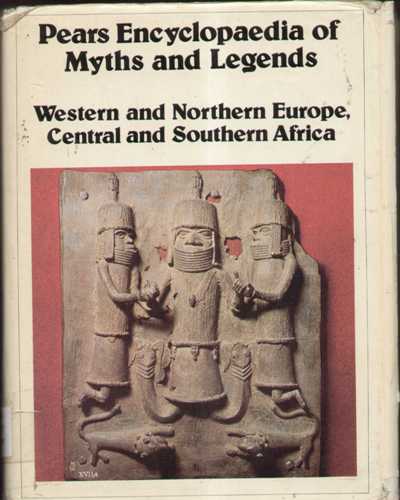 Pears Encyclopaedia of
Myths and Legends
Western and Northern Europe,
Central and Southern Africa